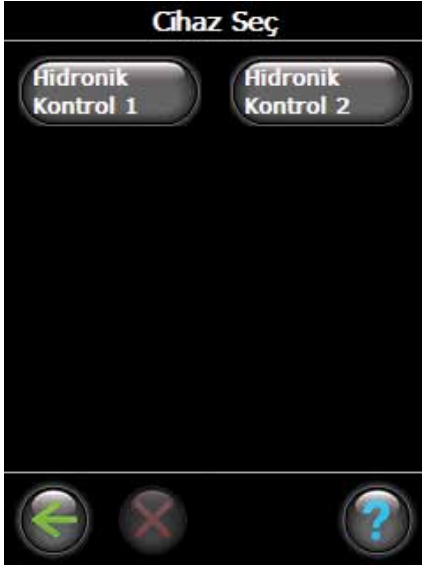 Cihaz Seç
Hidronik
Kontrol 1
Hidronik
Kontrol 2
?